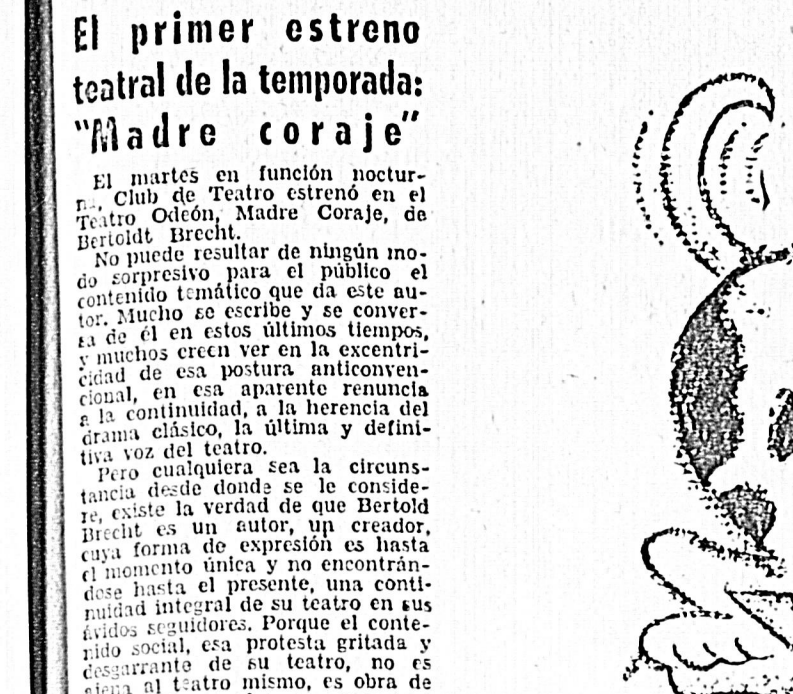 El primer estreno
teatral de la temporada:
"Madre coraje"
El martes en función noctur-
na, Club de Teatro estrenó en el
Teatro Odeón, Madre Coraje, de
Bertoldt Brecht.
No puede resultar de ningún mo-
do sorpresivo para el público el
contenido temático que da este au-
tor. Mucho se escribe y se conver-
sa de él en estos últimos tiempos,
y muchos creen ver en la excentri-
cidad de esa postura anticonven-
cional, en esa aparente renuncia
a la continuidad, a la herencia del
drama clásico, la última y defini-
tiva voz del teatro.
Pero cualquiera sea la circuns-
tancia desde donde se le conside-
re, existe la verdad de que Bertold
Brecht es un autor, un creador,
cuya forma de expresión es hasta
el momento única y no encontrán-
dose hasta el presente, una conti-
nuidad integral de su teatro en sus
ávidos seguidores. Porque el conte-
nido social, esa protesta gritada y
desgarrante de su teatro, no es
ajena al teatro mismo, es obra de